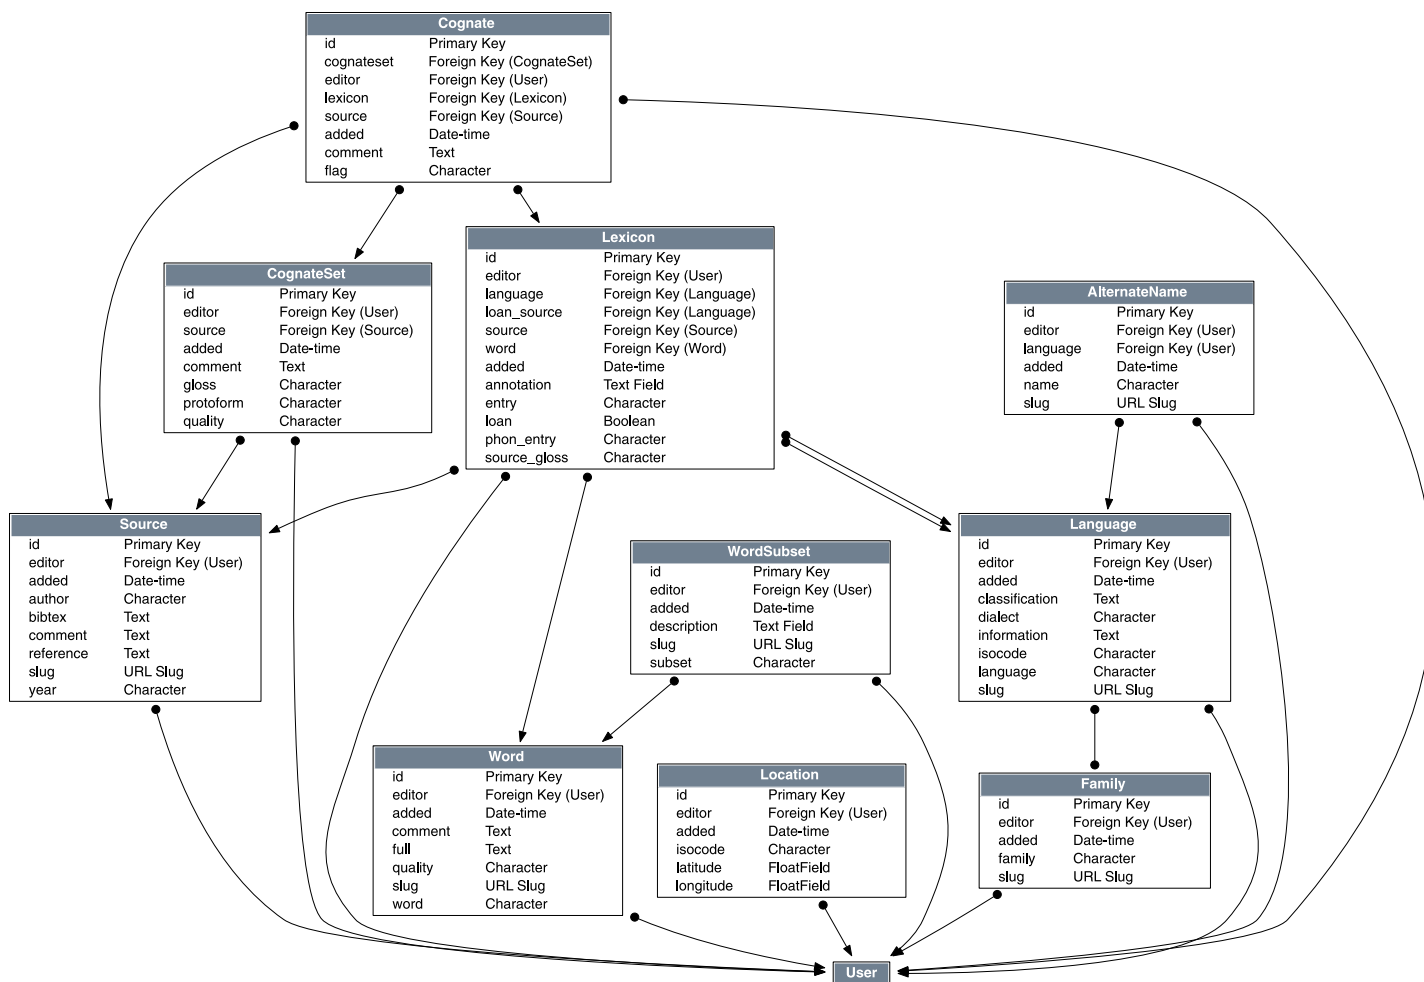 Cognate
id Primary Key
cognateset Foreign Key (CognateSet)
editor Foreign Key (User)
lexicon Foreign Key (Lexicon)
source Foreign Key (Source)
added Date-time
comment Text
flag Character
Lexicon
id Primary Key
editor Foreign Key (User)
language Foreign Key (Language)
loan_source Foreign Key (Language)
source Foreign Key (Source)
word Foreign Key (Word)
added Date-time
annotation Text Field
entry Character
loan Boolean
phon_entry Character
source_gloss Character
CognateSet
id Primary Key
editor Foreign Key (User)
source Foreign Key (Source)
added Date-time
comment Text
gloss Character
protoform Character
quality Character
AlternateName
id Primary Key
editor Foreign Key (User)
language Foreign Key (User)
added Date-time
name Character
slug URL Slug
Source
id Primary Key
editor Foreign Key (User)
added Date-time
author Character
bibtex Text
comment Text
reference Text
slug URL Slug
year Character
WordSubset
id Primary Key
editor Foreign Key (User)
added Date-time
description Text Field
slug URL Slug
subset Character
Language
id Primary Key
editor Foreign Key (User)
added Date-time
classification Text
dialect Character
information Text
isocode Character
language Character
slug URL Slug
Word
id Primary Key
editor Foreign Key (User)
added Date-time
comment Text
full Text
quality Character
slug URL Slug
word Character
Location
id Primary Key
editor Foreign Key (User)
added Date-time
isocode Character
latitude FloatField
longitude FloatField
Family
id Primary Key
editor Foreign Key (User)
added Date-time
family Character
slug URL Slug
User